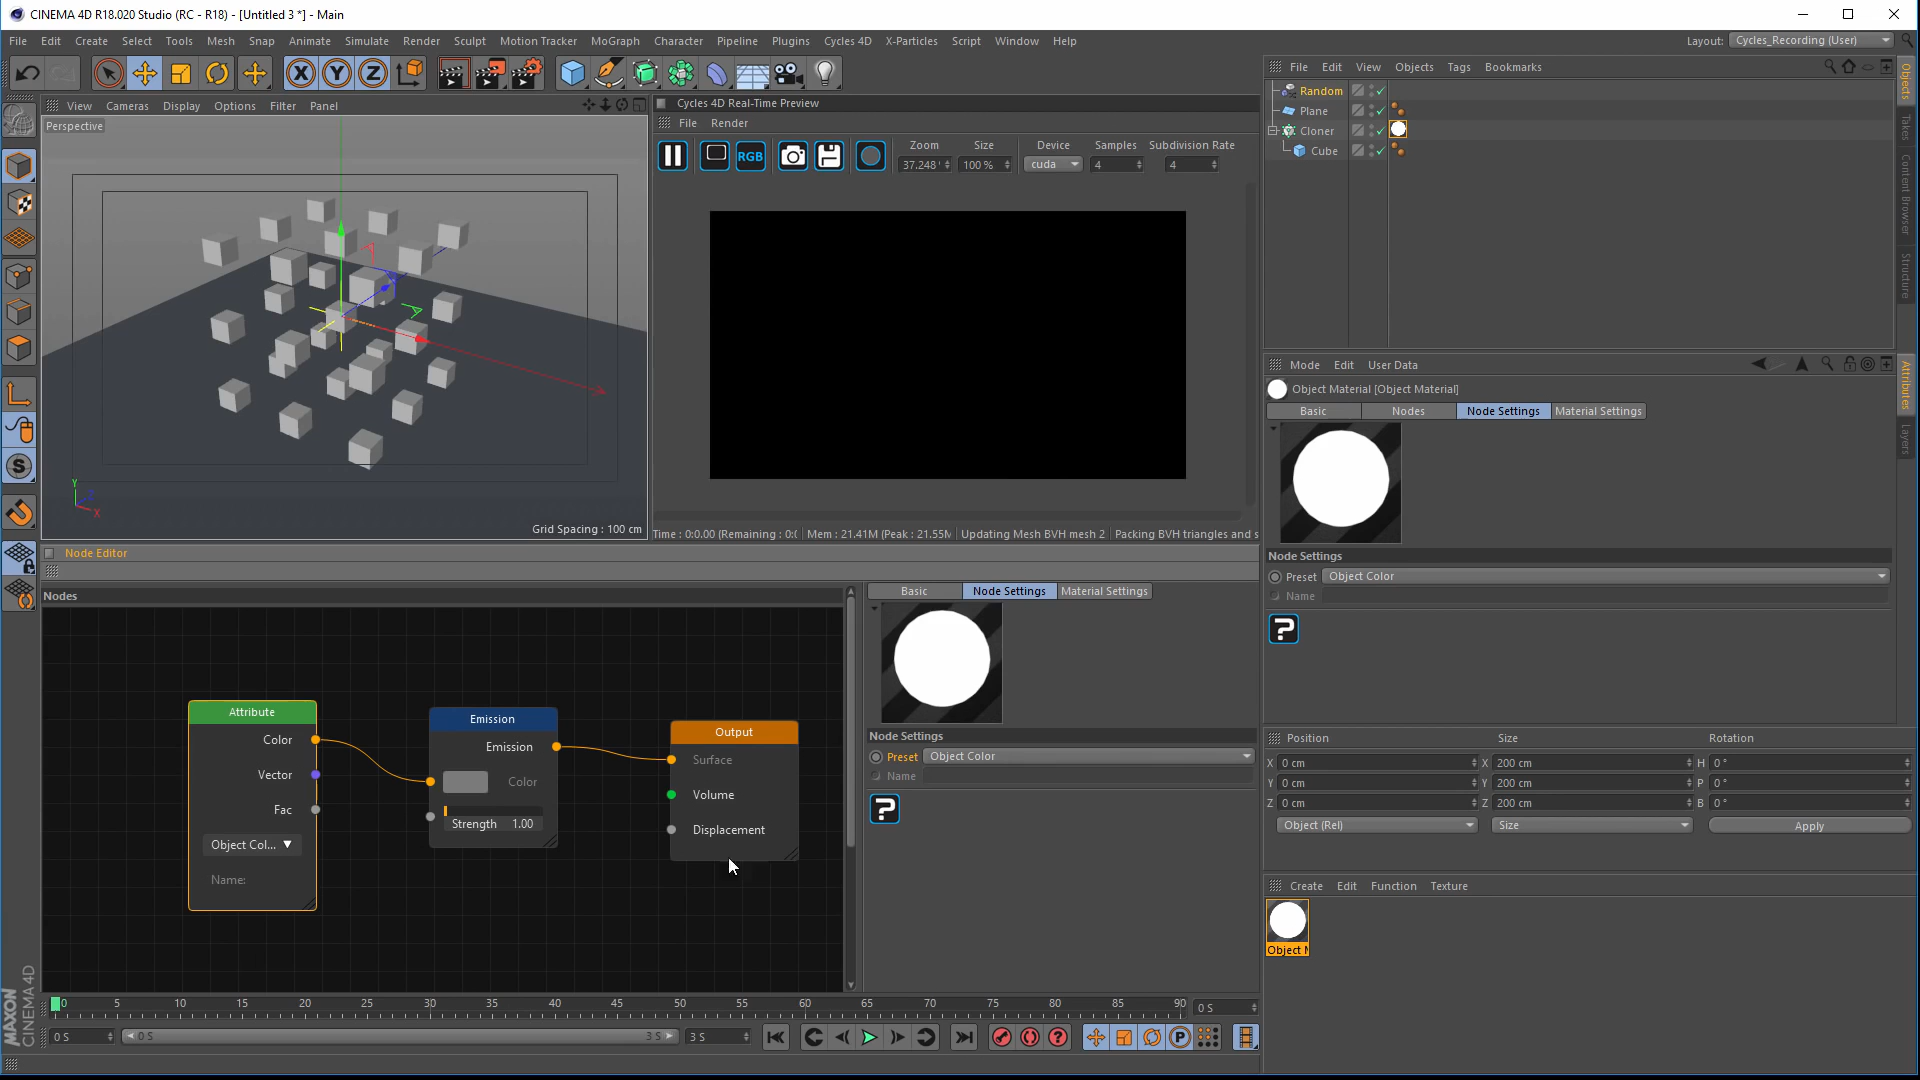 CINEMA 4D R18.020 Studio (RC - R18) - [Untitled 3 *] - Main
File Edit Create Select Tools Mesh Snap Animate Simulate Render Sculpt Motion Tracker MoGraph Character Pipeline Plugins Cycles 4D X-Particles Script Window Help Layout: Cycles_Recording (User)
View Cameras Display Options Filter Panel
Perspective
Grid Spacing : 100 cm
Y
X
Cycles 4D Real-Time Preview
File Render
RGB
Zoom Size Device Samples Subdivision Rate
37.248 100 % cuda 4 4
Time : 0:0.00 (Remaining : 0:( Mem : 21.41M (Peak : 21.55M Updating Mesh BVH mesh 2 Packing BVH triangles and s
File Edit View Objects Tags Bookmarks
Random
Plane
Cloner
Cube
Objects
Takes
Content Browser
Structure
Mode Edit User Data
Object Material [Object Material]
Basic Nodes Node Settings Material Settings
Node Settings
Preset Object Color
Name
?
Attributes
Layers
Node Editor
Nodes
Attribute
Color
Vector
Fac
Object Col...
Name:
Emission
Emission
Color
Strength 1.00
Output
Surface
Volume
Displacement
Basic Node Settings Material Settings
Node Settings
Preset Object Color
Name
?
Position Size Rotation
X 0 cm X 200 cm H 0 °
Y 0 cm Y 200 cm P 0 °
Z 0 cm Z 200 cm B 0 °
Object (Rel) Size Apply
Create Edit Function Texture
Object M
0 5 10 15 20 25 30 35 40 45 50 55 60 65 70 75 80 85 90 0 S
0 S 0 S 3 S 3 S
MAXON
CINEMA 4D